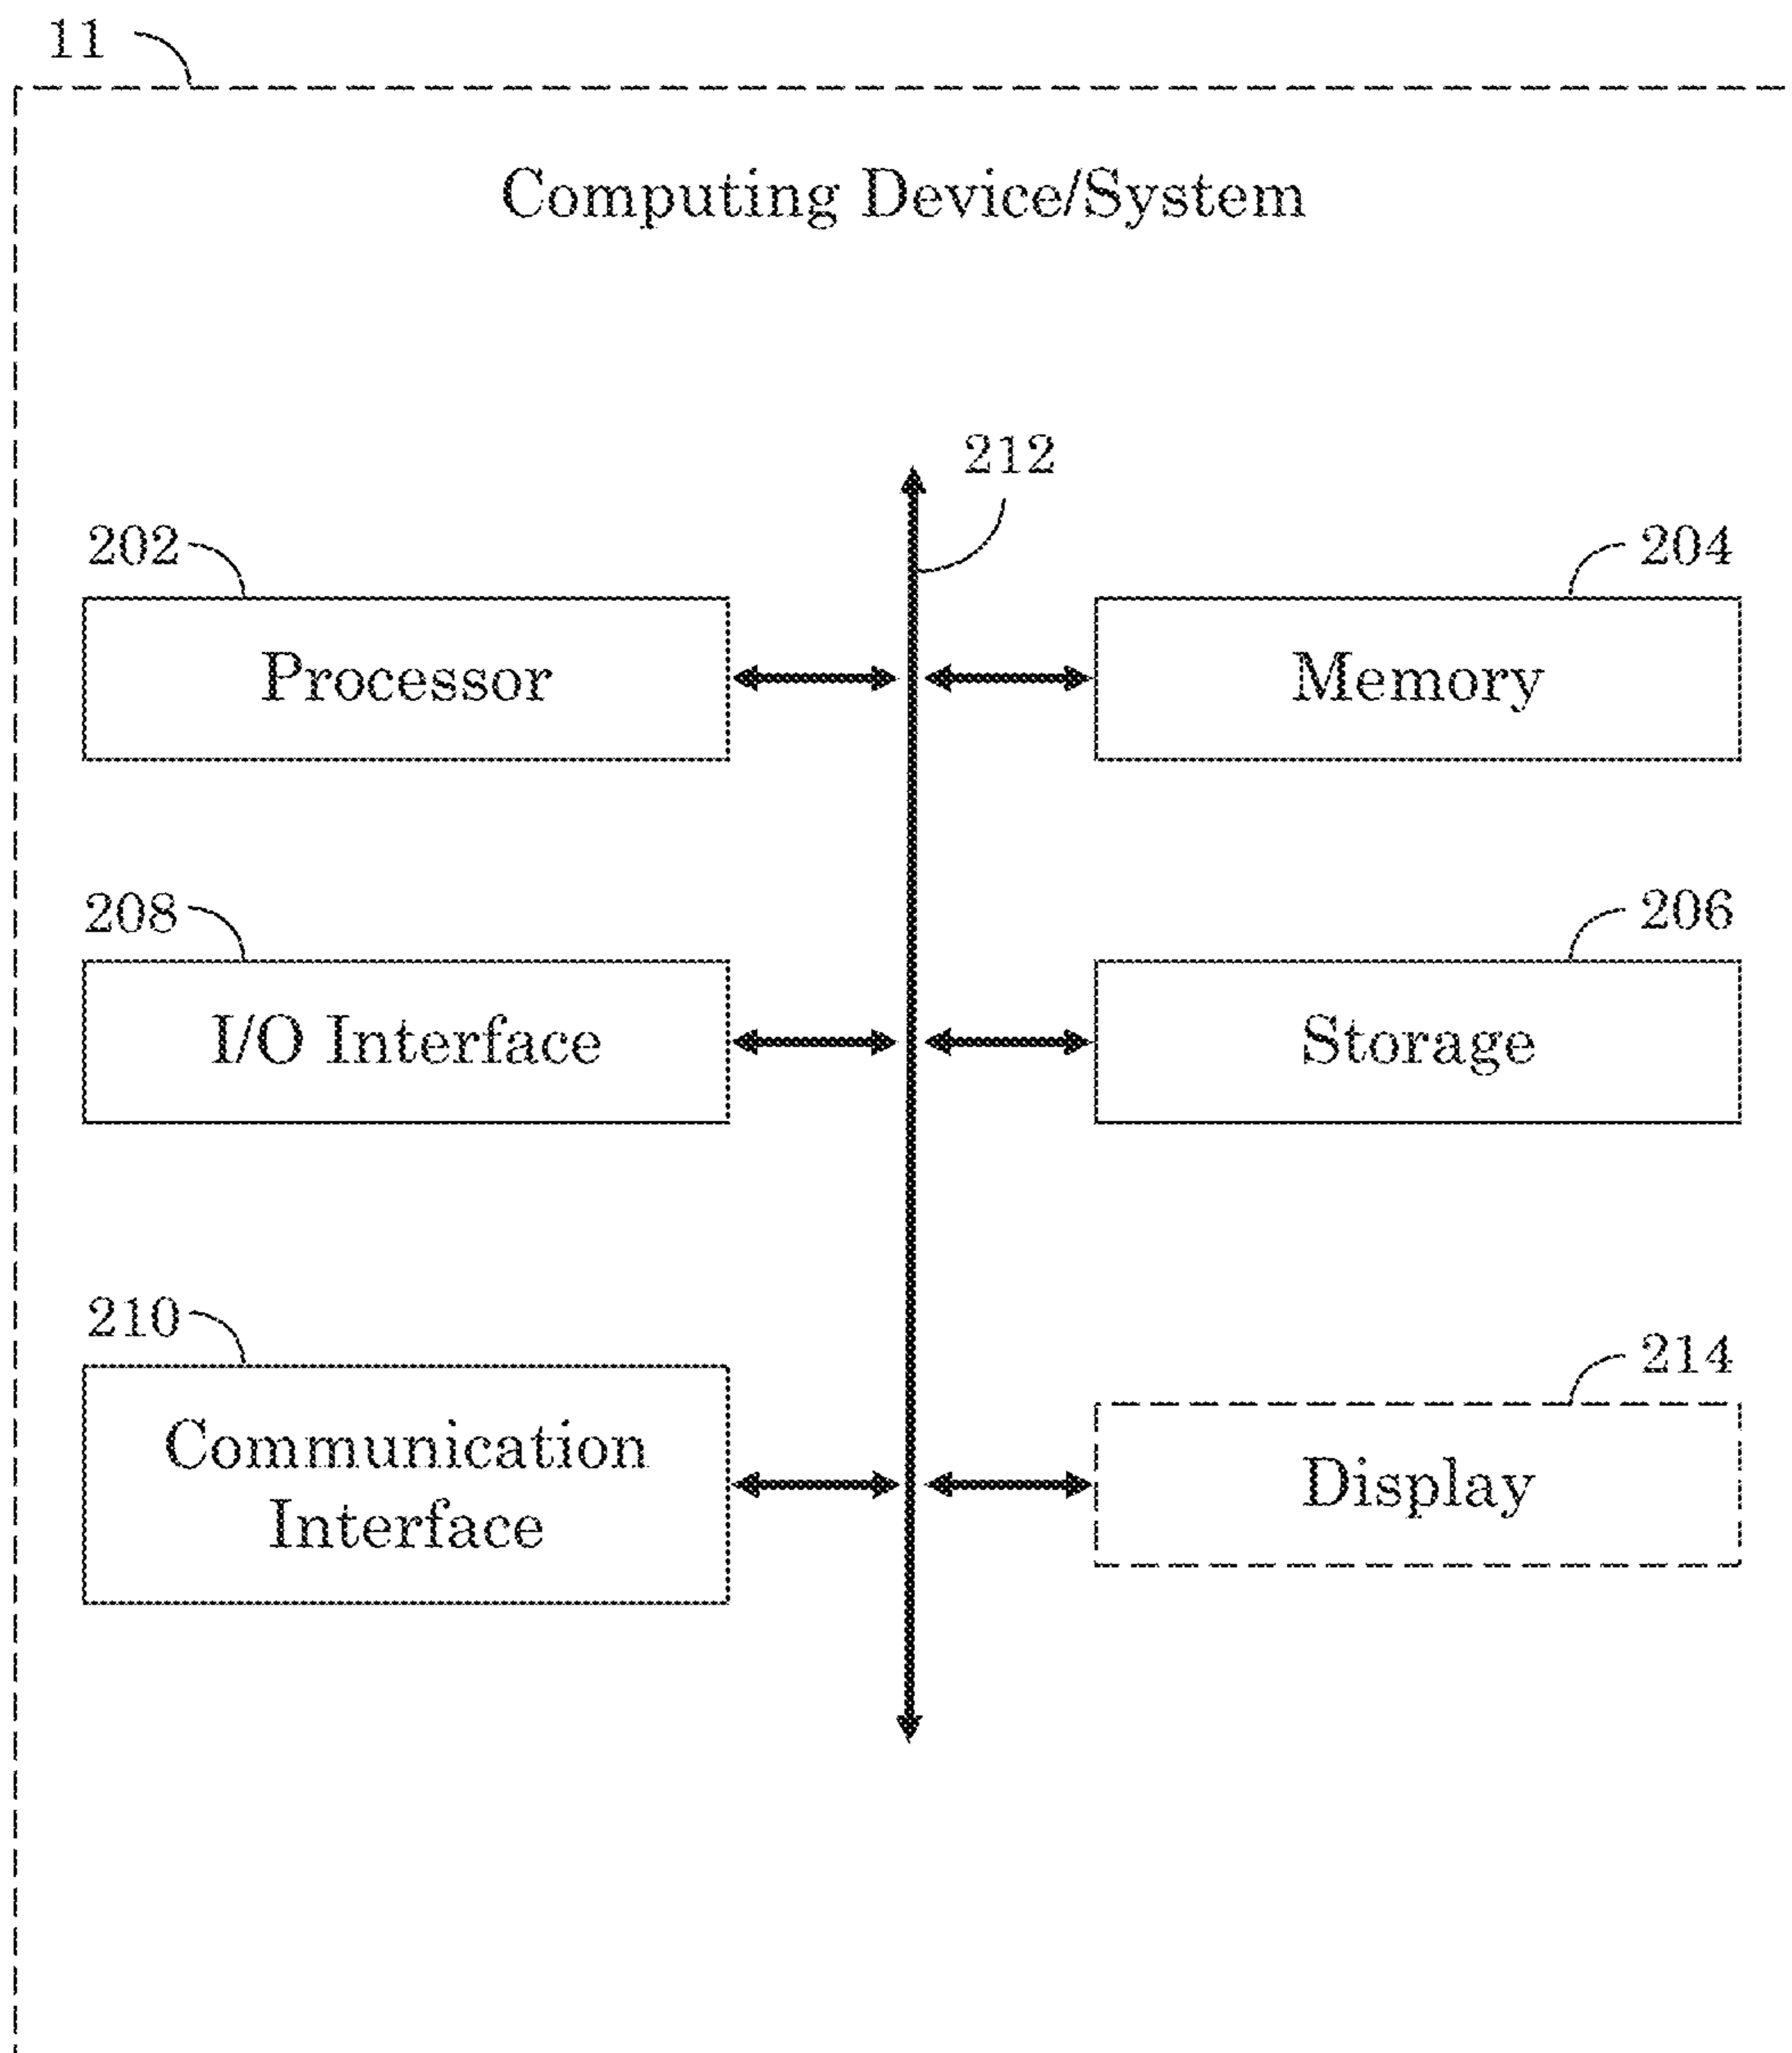 11
Computing Device/System
212
202
204
Processor
Memory
208
206
I/O Interface
Storage
210
214
Communication
Interface
Display